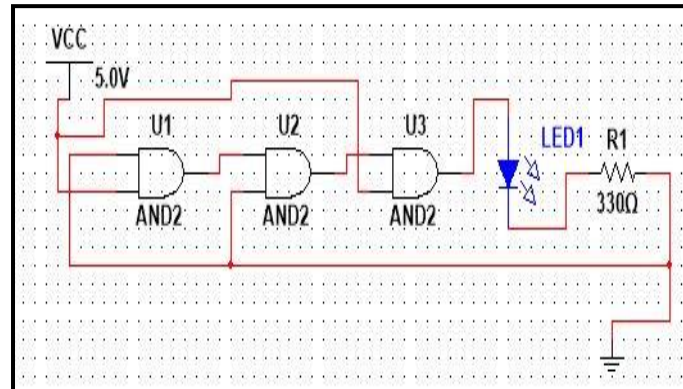 VCC
5.0V
U1
U2
U3
LED1
R1
AND2
AND2
AND2
330Ω